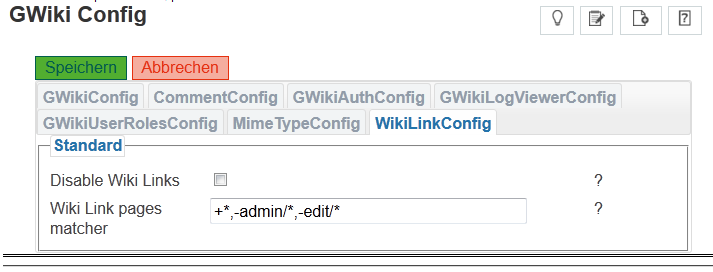 GWiki Config
Speichern Abbrechen
GWikiConfig CommentConfig GWikiAuthConfig GWikiLogViewerConfig
GWikiUserRolesConfig MimeTypeConfig WikiLinkConfig
Standard
Disable Wiki Links ?
Wiki Link pages matcher +*,-admin/*,-edit/* ?